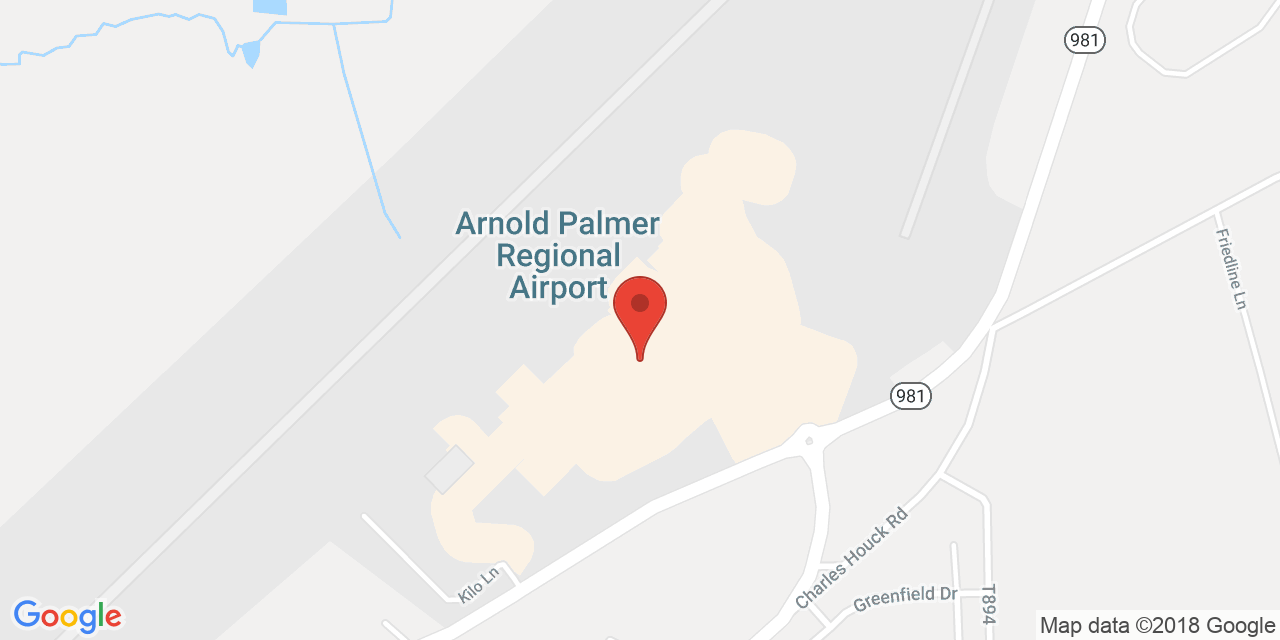 981
Arnold Palmer
Regional
Airport
Friedline Ln
981
Charles Houck Rd
Kilo Ln
Greenfield Dr
T894
Google
Map data ©2018 Google